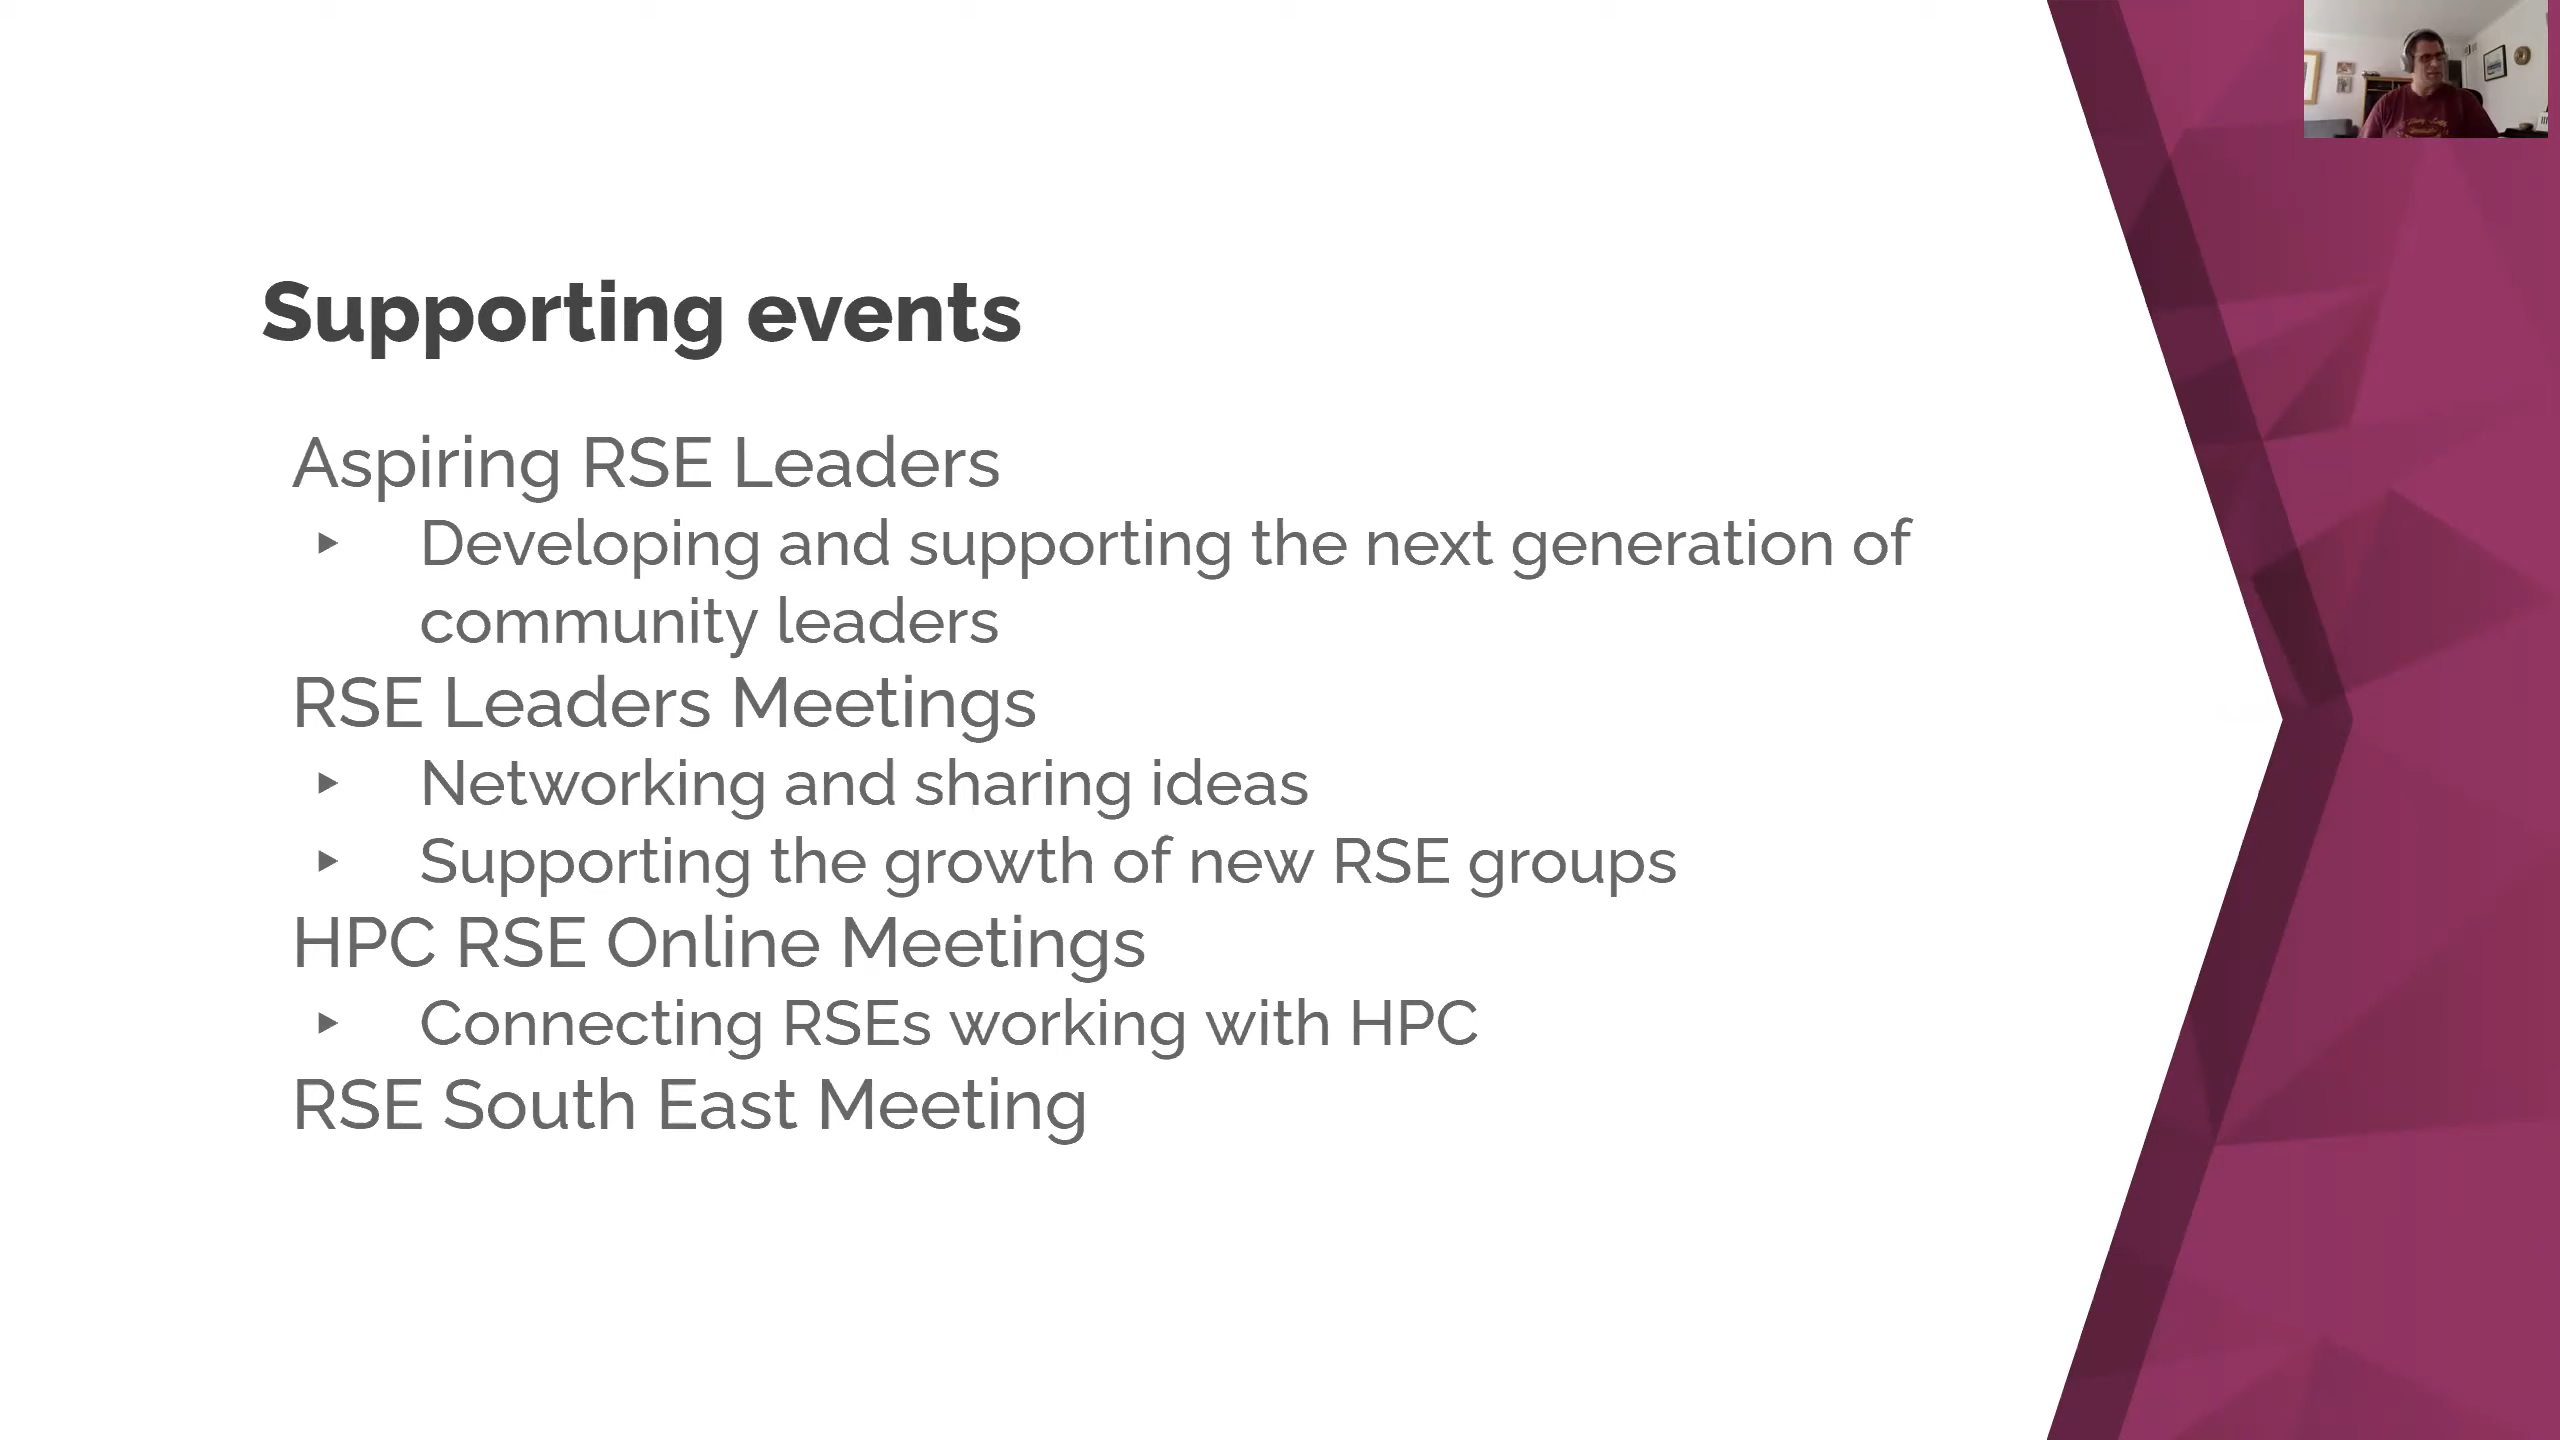 Supporting events
Aspiring RSE Leaders
▸ Developing and supporting the next generation of
community leaders
RSE Leaders Meetings
▸ Networking and sharing ideas
▸ Supporting the growth of new RSE groups
HPC RSE Online Meetings
▸ Connecting RSEs working with HPC
RSE South East Meeting